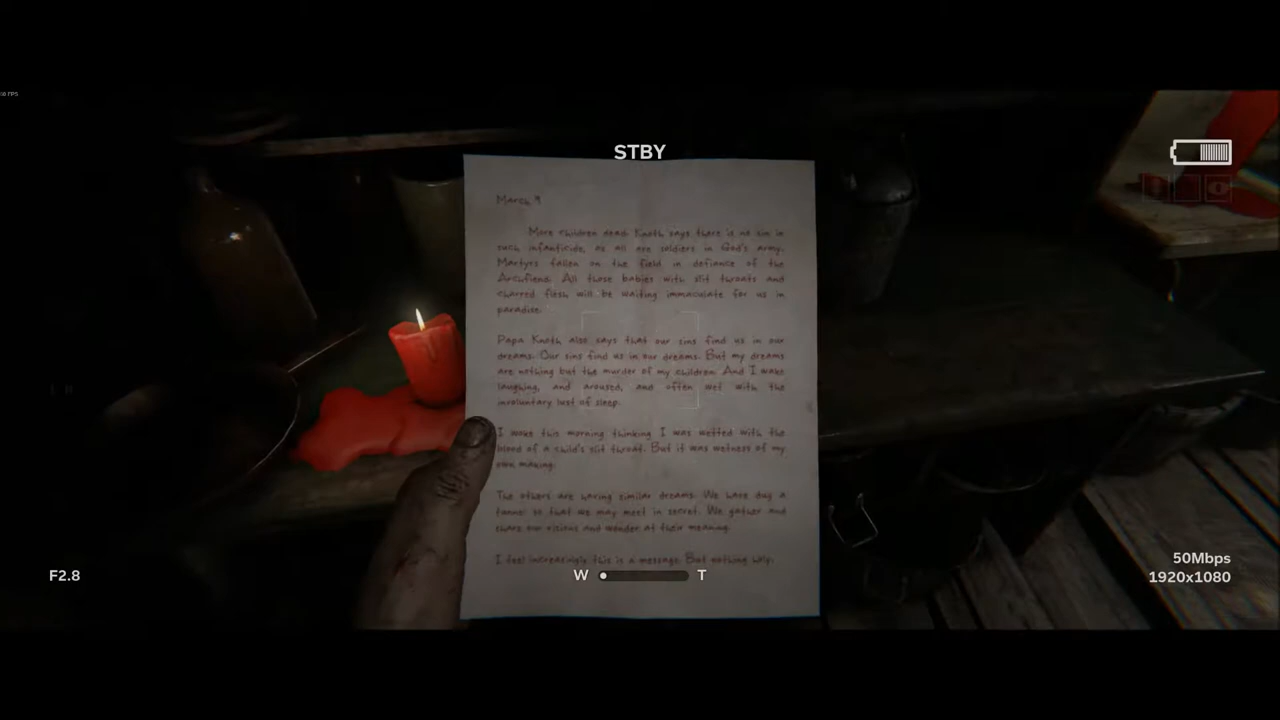 60 FPS
STBY
March 9
More children dead. Knoth says there is no sin in
such infanticide, as all are soldiers in God's army.
Martyrs fallen on the field in defiance of the
Archfiend. All those babies with slit throats and
charred flesh will be waiting immaculate for us in
paradise.
Papa Knoth also says that our sins find us in our
dreams. Our sins find us in our dreams. But my dreams
are nothing but the murder of my children. And I wake
laughing, and aroused, and often wet with the
involuntary lust of sleep.
I woke this morning thinking I was wetted with the
blood of a child's slit throat. But it was wetness of my
own making.
The others are having similar dreams. We have dug a
tunnel so that we may meet in secret. We gather and
share our visions and wonder at their meaning.
I feel increasingly this is a message. But nothing holy.
F2.8
W T
50Mbps
1920x1080